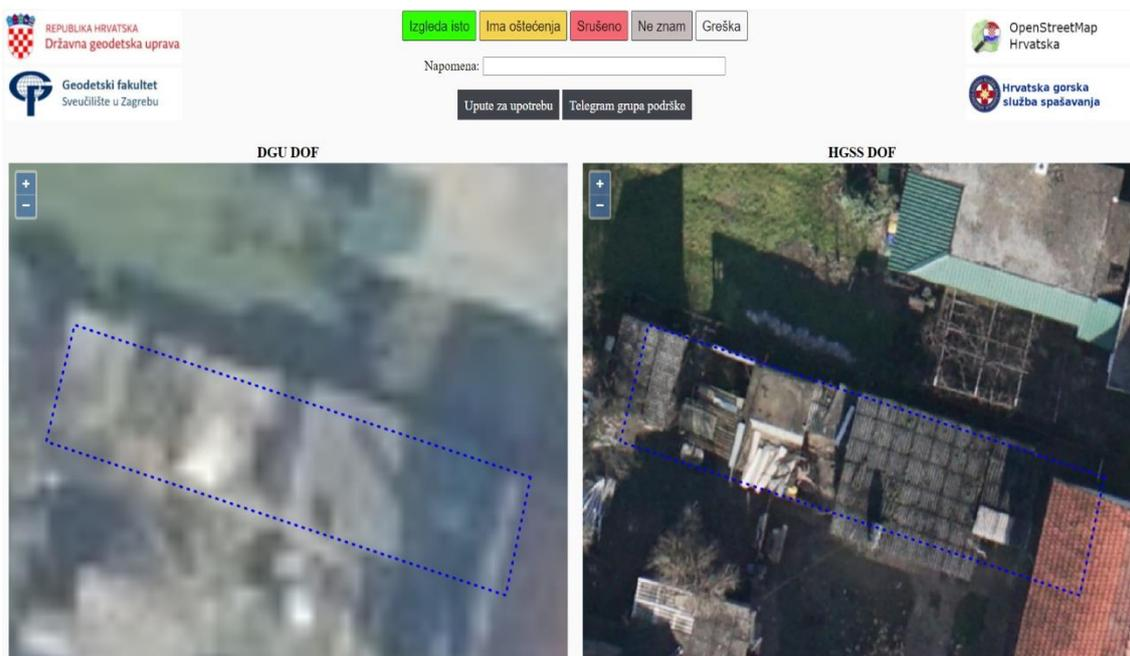 REPUBLIKA HRVATSKA
Državna geodetska uprava
Geodetski fakultet
Sveučilište u Zagrebu
Izgleda isto Ima oštećenja Srušeno Ne znam Greška
Napomena:
Upute za upotrebu Telegram grupa podrške
OpenStreetMap
Hrvatska
Hrvatska gorska
služba spašavanja
DGU DOF
+
−
HGSS DOF
+
−